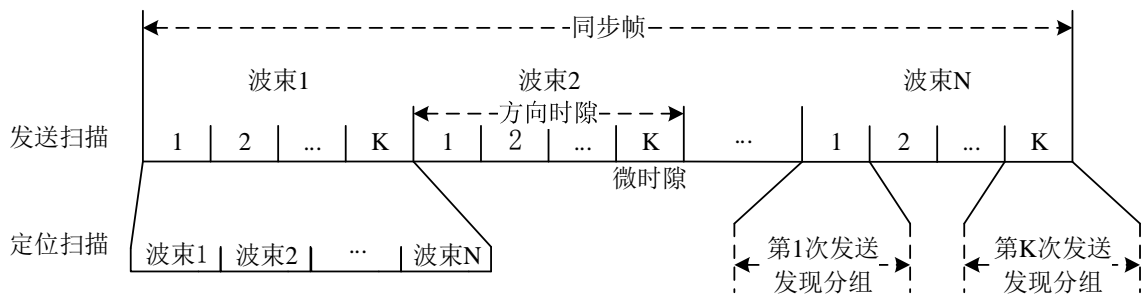 同步帧
波束1
波束2
波束N
方向时隙
发送扫描
1 2 ... K 1 2 ... K ... 1 2 ... K
微时隙
定位扫描
波束1 波束2 ... 波束N
第1次发送
发现分组
第K次发送
发现分组